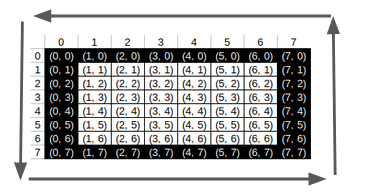 0 1 2 3 4 5 6 7
0 (0, 0) (1, 0) (2, 0) (3, 0) (4, 0) (5, 0) (6, 0) (7, 0)
1 (0, 1) (1, 1) (2, 1) (3, 1) (4, 1) (5, 1) (6, 1) (7, 1)
2 (0, 2) (1, 2) (2, 2) (3, 2) (4, 2) (5, 2) (6, 2) (7, 2)
3 (0, 3) (1, 3) (2, 3) (3, 3) (4, 3) (5, 3) (6, 3) (7, 3)
4 (0, 4) (1, 4) (2, 4) (3, 4) (4, 4) (5, 4) (6, 4) (7, 4)
5 (0, 5) (1, 5) (2, 5) (3, 5) (4, 5) (5, 5) (6, 5) (7, 5)
6 (0, 6) (1, 6) (2, 6) (3, 6) (4, 6) (5, 6) (6, 6) (7, 6)
7 (0, 7) (1, 7) (2, 7) (3, 7) (4, 7) (5, 7) (6, 7) (7, 7)